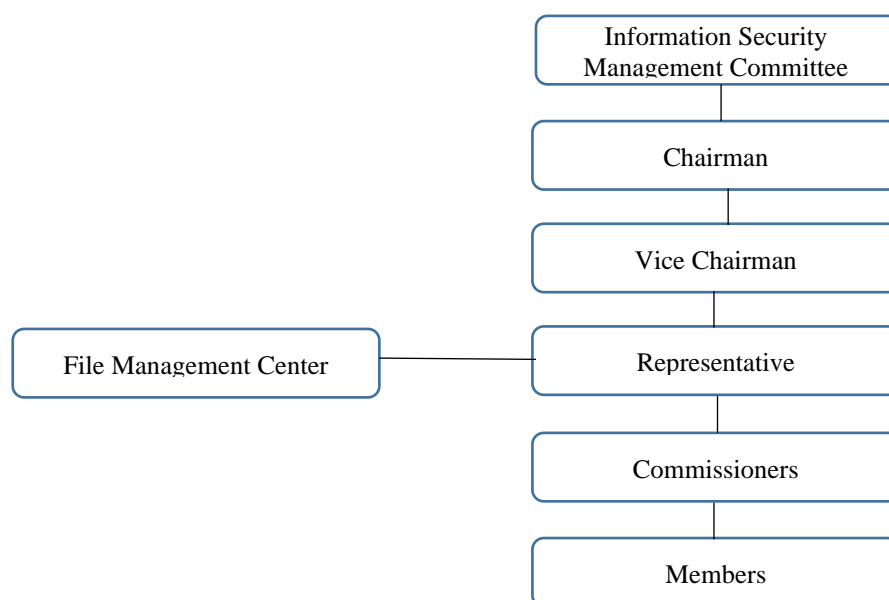 Information Security
Management Committee
Chairman
Vice Chairman
File Management Center
Representative
Commissioners
Members